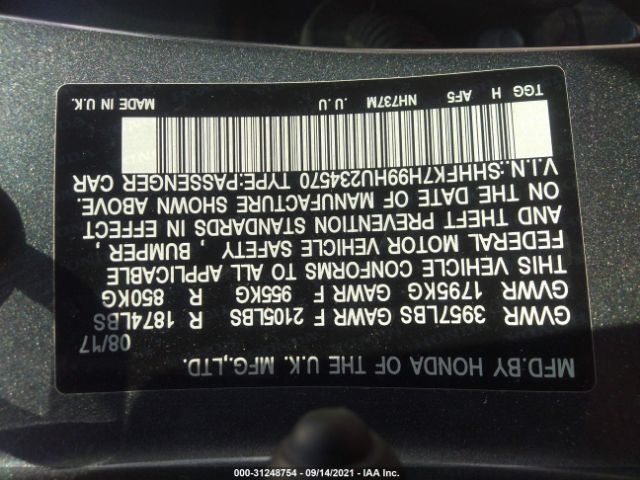 MFD.BY HONDA OF THE U.K. MFG.,LTD.
08/17
GVWR 3957LBS GAWR F 2105LBS R 1874LBS
GVWR 1795KG GAWR F 955KG R 850KG
THIS VEHICLE CONFORMS TO ALL APPLICABLE
FEDERAL MOTOR VEHICLE SAFETY, BUMPER,
AND THEFT PREVENTION STANDARDS IN EFFECT
ON THE DATE OF MANUFACTURE SHOWN ABOVE.
V.I.N.:SHHFK7H99HU234570 TYPE:PASSENGER CAR
TGG H AF5 NH737M .U.U MADE IN U.K.
000-31248754 - 09/14/2021 - IAA Inc.